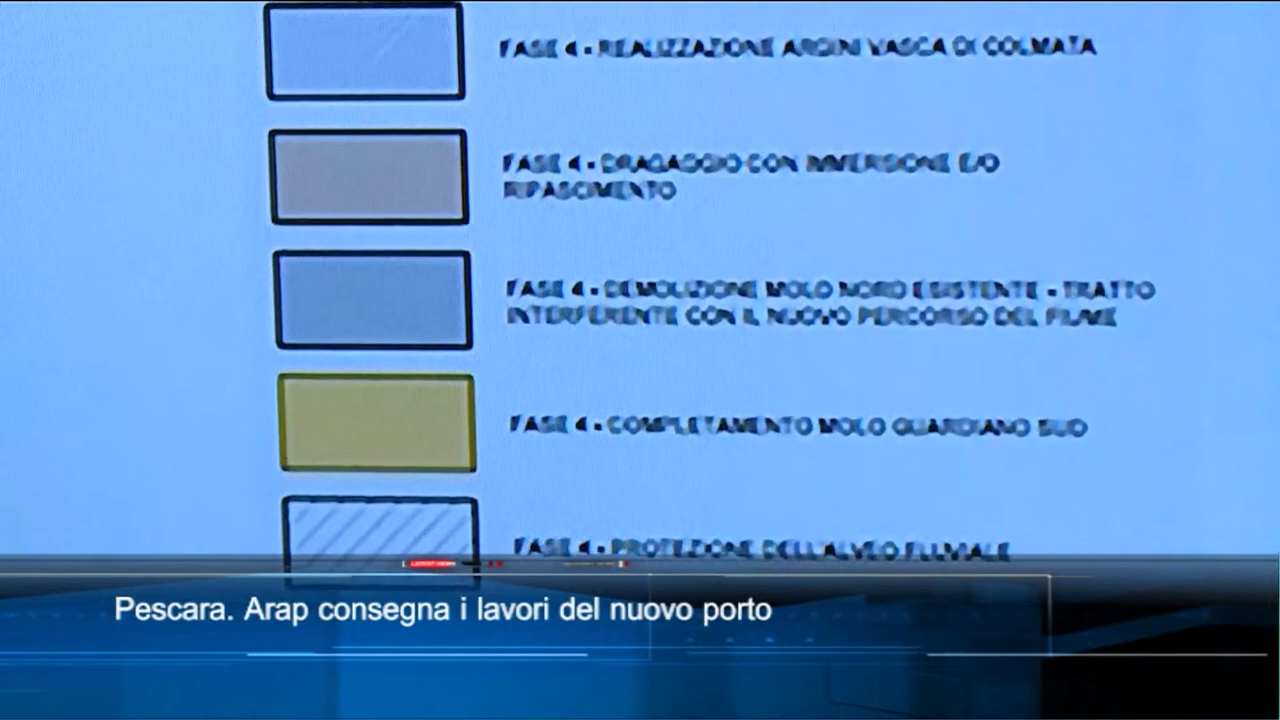 FASE 4 - REALIZZAZIONE ARGINI VASCA DI COLMATA
FASE 4 - DRAGAGGIO CON IMMERSIONE E/O
RIPASCIMENTO
FASE 4 - DEMOLIZIONE MOLO NORD ESISTENTE - TRATTO
INTERFERENTE CON IL NUOVO PERCORSO DEL FIUME
FASE 4 - COMPLETAMENTO MOLO GUARDIANO SUD
FASE 4 - PROTEZIONE DELL'ALVEO FLUVIALE
LATEST NEWS
Pescara. Arap consegna i lavori del nuovo porto